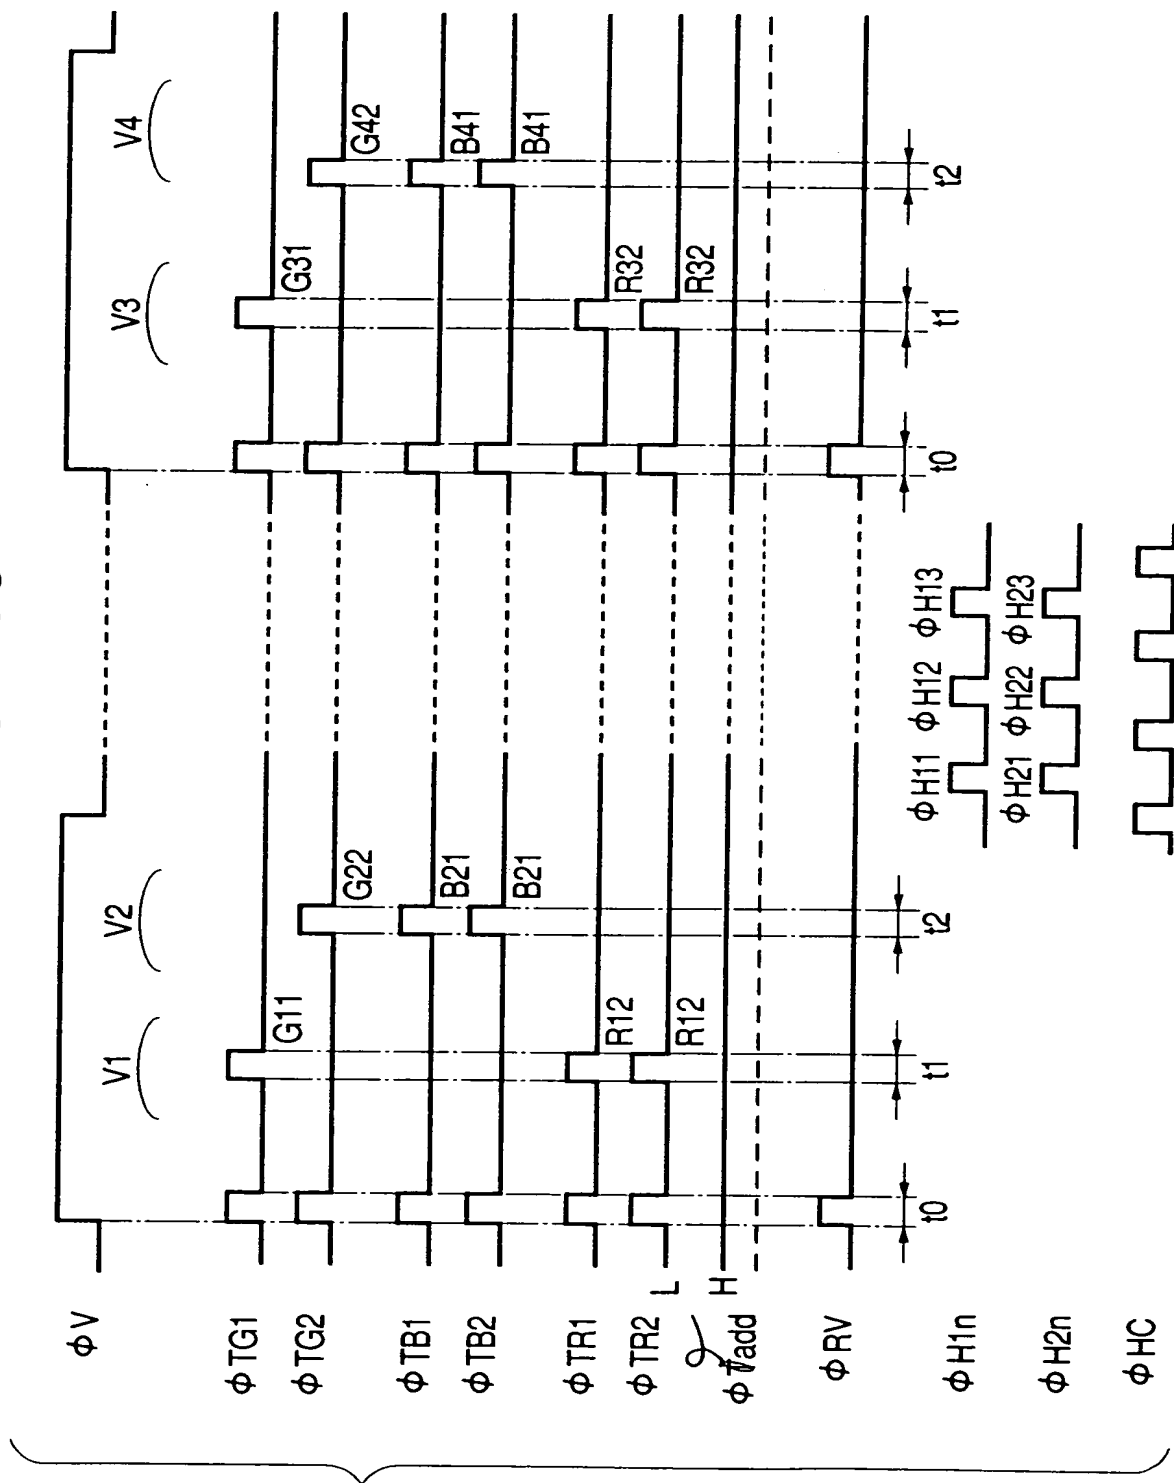 φV
V1 V2 V3 V4
φTG1 G11 G31
φTG2 G22 G42
φTB1 B21 B41
φTB2 B21 B41
φTR1 R12 R32
φTR2 R12 R32
L
H
φRV
t0 t1 t2 t0 t1 t2
φH11 φH12 φH13
φH1n
φH21 φH22 φH23
φH2n
φHC